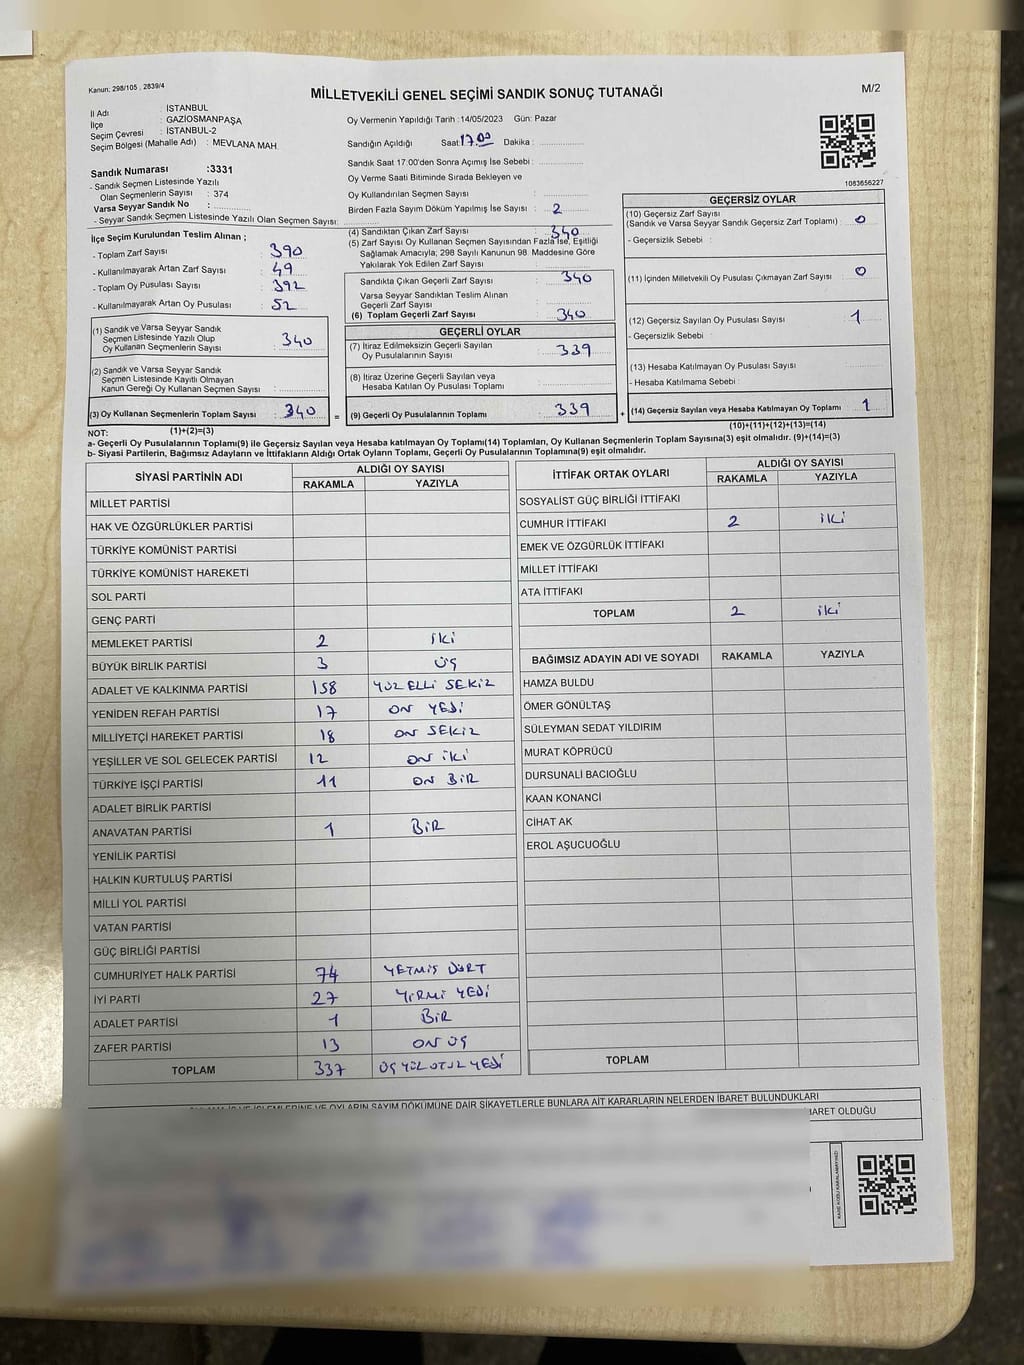 Kanun: 298/105 , 2839/4
MİLLETVEKİLİ GENEL SEÇİMİ SANDIK SONUÇ TUTANAĞI
M/2
İl Adı : İSTANBUL
İlçe : GAZİOSMANPAŞA
Seçim Çevresi : İSTANBUL-2
Seçim Bölgesi (Mahalle Adı) : MEVLANA MAH.
Oy Vermenin Yapıldığı Tarih :14/05/2023 Gün: Pazar
Sandığın Açıldığı Saat: 17.00 Dakika :
Sandık Saat 17:00'den Sonra Açımış İse Sebebi :
Oy Verme Saati Bitiminde Sırada Bekleyen ve
Oy Kullandırılan Seçmen Sayısı :
Birden Fazla Sayım Döküm Yapılmış İse Sayısı : 2
1083656227
Sandık Numarası :3331
- Sandık Seçmen Listesinde Yazılı
Olan Seçmenlerin Sayısı : 374
Varsa Seyyar Sandık No :
- Seyyar Sandık Seçmen Listesinde Yazılı Olan Seçmen Sayısı:
İlçe Seçim Kurulundan Teslim Alınan ;
- Toplam Zarf Sayısı : 390
- Kullanılmayarak Artan Zarf Sayısı : 49
- Toplam Oy Pusulası Sayısı : 392
- Kullanılmayarak Artan Oy Pusulası : 52
(1) Sandık ve Varsa Seyyar Sandık
Seçmen Listesinde Yazılı Olup
Oy Kullanan Seçmenlerin Sayısı : 340
(2) Sandık ve Varsa Seyyar Sandık
Seçmen Listesinde Kayıtlı Olmayan
Kanun Gereği Oy Kullanan Seçmen Sayısı :
(3) Oy Kullanan Seçmenlerin Toplam Sayısı : 340 =
(1)+(2)=(3)
(4) Sandıktan Çıkan Zarf Sayısı : 340
(5) Zarf Sayısı Oy Kullanan Seçmen Sayısından Fazla İse, Eşitliği
Sağlamak Amacıyla; 298 Sayılı Kanunun 98. Maddesine Göre
Yakılarak Yok Edilen Zarf Sayısı :
Sandıkta Çıkan Geçerli Zarf Sayısı : 340
Varsa Seyyar Sandıktan Teslim Alınan
Geçerli Zarf Sayısı :
(6) Toplam Geçerli Zarf Sayısı : 340
GEÇERLİ OYLAR
(7) İtiraz Edilmeksizin Geçerli Sayılan
Oy Pusulalarının Sayısı : 339
(8) İtiraz Üzerine Geçerli Sayılan veya
Hesaba Katılan Oy Pusulası Toplamı :
(9) Geçerli Oy Pusulalarının Toplamı : 339 +
GEÇERSİZ OYLAR
(10) Geçersiz Zarf Sayısı
(Sandık ve Varsa Seyyar Sandık Geçersiz Zarf Toplamı) : 0
- Geçersizlik Sebebi :
(11) İçinden Milletvekili Oy Pusulası Çıkmayan Zarf Sayısı : 0
(12) Geçersiz Sayılan Oy Pusulası Sayısı : 1
- Geçersizlik Sebebi :
(13) Hesaba Katılmayan Oy Pusulası Sayısı :
- Hesaba Katılmama Sebebi :
(14) Geçersiz Sayılan veya Hesaba Katılmayan Oy Toplamı : 1
(10)+(11)+(12)+(13)=(14)
NOT:
a- Geçerli Oy Pusulalarının Toplamı(9) ile Geçersiz Sayılan veya Hesaba katılmayan Oy Toplamı(14) Toplamları, Oy Kullanan Seçmenlerin Toplam Sayısına(3) eşit olmalıdır. (9)+(14)=(3)
b- Siyasi Partilerin, Bağımsız Adayların ve İttifakların Aldığı Ortak Oyların Toplamı, Geçerli Oy Pusulalarının Toplamına(9) eşit olmalıdır.
SİYASİ PARTİNİN ADI ALDIĞI OY SAYISI
RAKAMLA YAZIYLA
MİLLET PARTİSİ
HAK VE ÖZGÜRLÜKLER PARTİSİ
TÜRKİYE KOMÜNİST PARTİSİ
TÜRKİYE KOMÜNİST HAREKETİ
SOL PARTİ
GENÇ PARTİ
MEMLEKET PARTİSİ 2 İKİ
BÜYÜK BİRLİK PARTİSİ 3 ÜÇ
ADALET VE KALKINMA PARTİSİ 158 YÜZ ELLİ SEKİZ
YENİDEN REFAH PARTİSİ 17 ON YEDİ
MİLLİYETÇİ HAREKET PARTİSİ 18 ON SEKİZ
YEŞİLLER VE SOL GELECEK PARTİSİ 12 ON İKİ
TÜRKİYE İŞÇİ PARTİSİ 11 ON BİR
ADALET BİRLİK PARTİSİ
ANAVATAN PARTİSİ 1 BİR
YENİLİK PARTİSİ
HALKIN KURTULUŞ PARTİSİ
MİLLİ YOL PARTİSİ
VATAN PARTİSİ
GÜÇ BİRLİĞİ PARTİSİ
CUMHURİYET HALK PARTİSİ 74 YETMİŞ DÖRT
İYİ PARTİ 27 YİRMİ YEDİ
ADALET PARTİSİ 1 BİR
ZAFER PARTİSİ 13 ON ÜÇ
TOPLAM 337 ÜÇ YÜZ OTUZ YEDİ
İTTİFAK ORTAK OYLARI ALDIĞI OY SAYISI
RAKAMLA YAZIYLA
SOSYALİST GÜÇ BİRLİĞİ İTTİFAKI
CUMHUR İTTİFAKI 2 İKİ
EMEK VE ÖZGÜRLÜK İTTİFAKI
MİLLET İTTİFAKI
ATA İTTİFAKI
TOPLAM 2 İKİ
BAĞIMSIZ ADAYIN ADI VE SOYADI RAKAMLA YAZIYLA
HAMZA BULDU
ÖMER GÖNÜLTAŞ
SÜLEYMAN SEDAT YILDIRIM
MURAT KÖPRÜCÜ
DURSUNALİ BACIOĞLU
KAAN KONANCİ
CİHAT AK
EROL AŞUCUOĞLU
TOPLAM
İŞLEMLERİNE VE OYLARIN SAYIM DÖKÜMÜNE DAİR ŞİKAYETLERLE BUNLARA AİT KARARLARIN NELERDEN İBARET BULUNDUKLARI
OLDUĞU